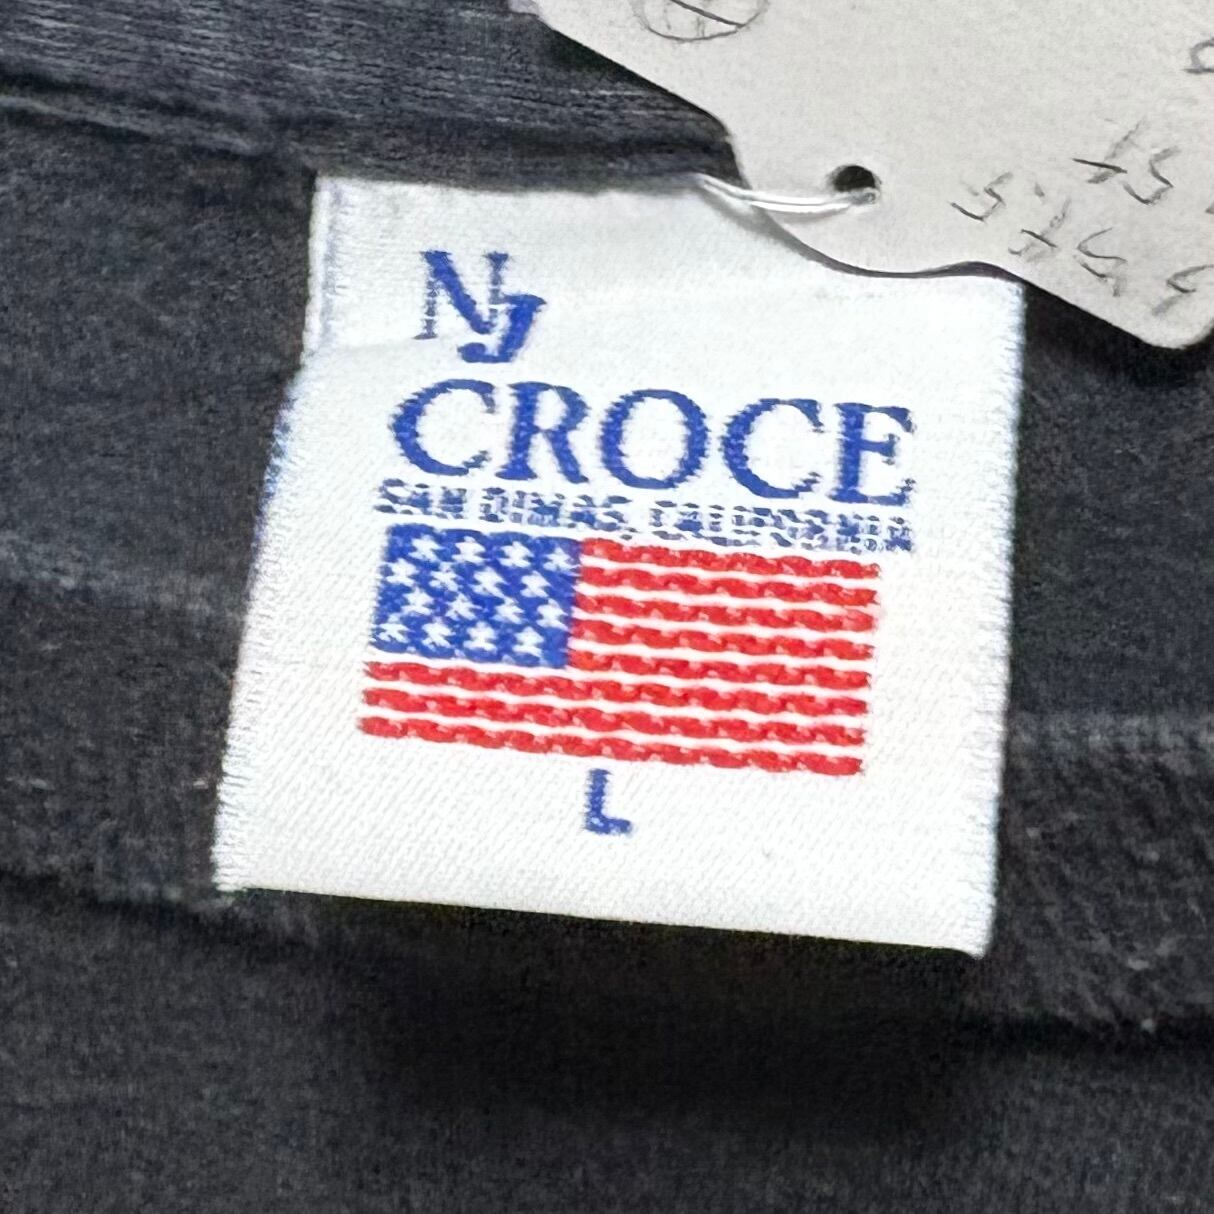 NJ
CROCE
SAN DIMAS, CALIFORNIA
L